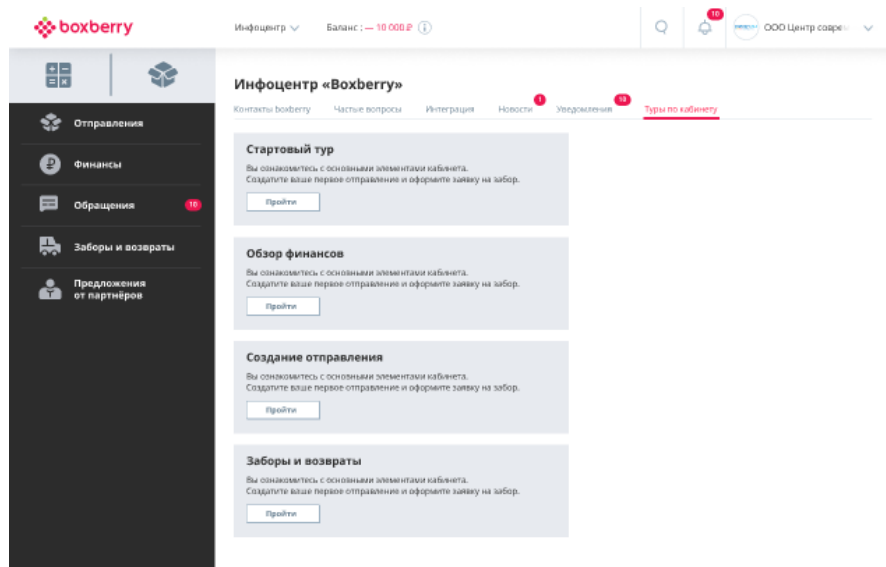 boxberry
Инфоцентр
Баланс : — 10 000 ₽
10
ООО Центр совре
Отправления
Финансы
Обращения 10
Заборы и возвраты
Предложения
от партнёров
Инфоцентр «Boxberry»
Контакты boxberry Частые вопросы Интеграция Новости 1 Уведомления 10 Туры по кабинету
Стартовый тур
Вы ознакомитесь с основными элементами кабинета.
Создатите ваше первое отправление и оформите заявку на забор.
Пройти
Обзор финансов
Вы ознакомитесь с основными элементами кабинета.
Создатите ваше первое отправление и оформите заявку на забор.
Пройти
Создание отправления
Вы ознакомитесь с основными элементами кабинета.
Создатите ваше первое отправление и оформите заявку на забор.
Пройти
Заборы и возвраты
Вы ознакомитесь с основными элементами кабинета.
Создатите ваше первое отправление и оформите заявку на забор.
Пройти